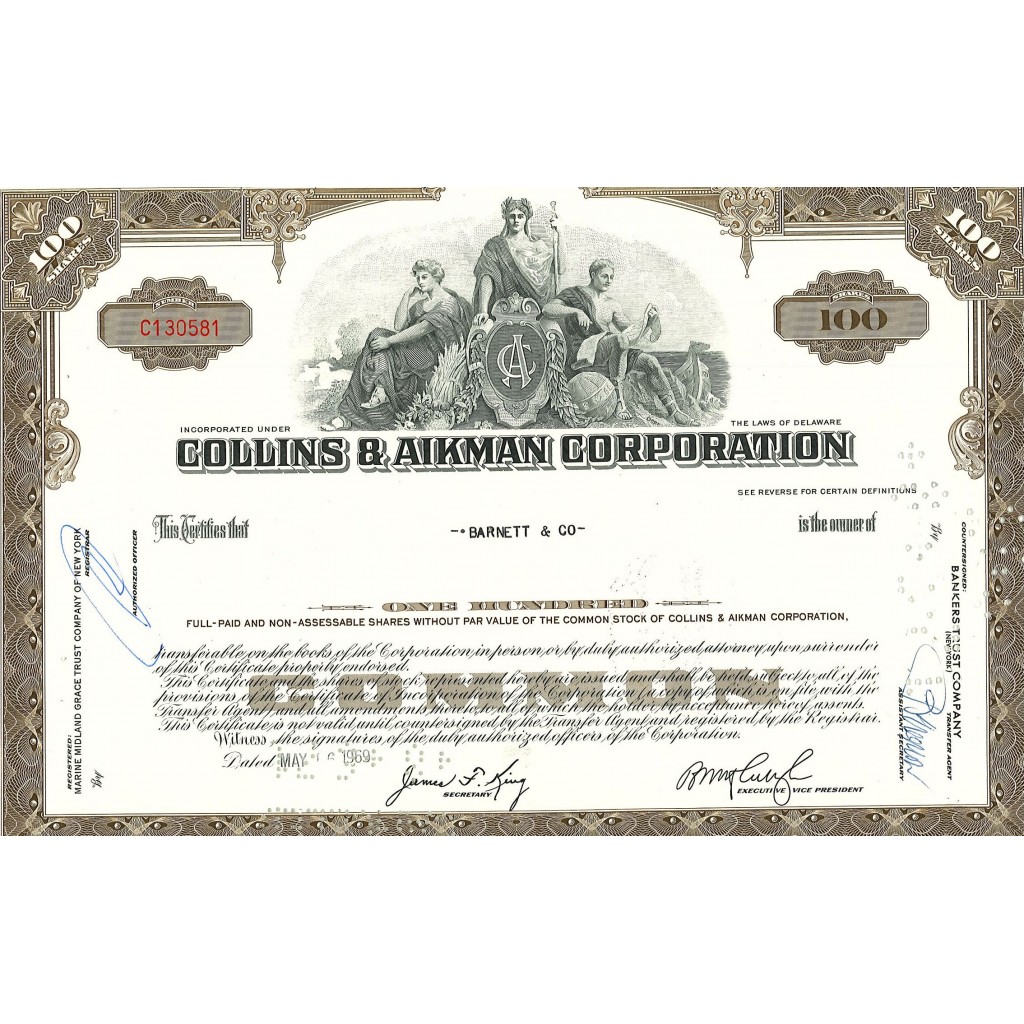 100
SHARES
100
SHARES
NUMBER
C130581
SHARES
100
CA
INCORPORATED UNDER
THE LAWS OF DELAWARE
COLLINS & AIKMAN CORPORATION
SEE REVERSE FOR CERTAIN DEFINITIONS
This Certifies that
-•BARNETT & CO-
is the owner of
ONE HUNDRED
FULL-PAID AND NON-ASSESSABLE SHARES WITHOUT PAR VALUE OF THE COMMON STOCK OF COLLINS & AIKMAN CORPORATION,
transferable on the books of the Corporation, in person, or by duly authorized attorney upon surrender
of this Certificate properly endorsed.
This Certificate and the shares of stock represented hereby are issued and shall be held subject to all of the
provisions of the Certificate of Incorporation of the Corporation (a copy of which is on file with the
Transfer Agent) and all amendments thereto, to all of which the holder by acceptance hereof assents.
This Certificate is not valid until countersigned by the Transfer Agent and registered by the Registrar.
COMMON
Witness the signatures of the duly authorized officers of the Corporation.
Dated MAY 6 1969
James F. King
SECRETARY
EXECUTIVE VICE PRESIDENT
REGISTERED:
MARINE MIDLAND GRACE TRUST COMPANY OF NEW YORK
REGISTRAR
By
AUTHORIZED OFFICER
COUNTERSIGNED:
BANKERS TRUST COMPANY
(NEW YORK)
TRANSFER AGENT
By
ASSISTANT SECRETARY